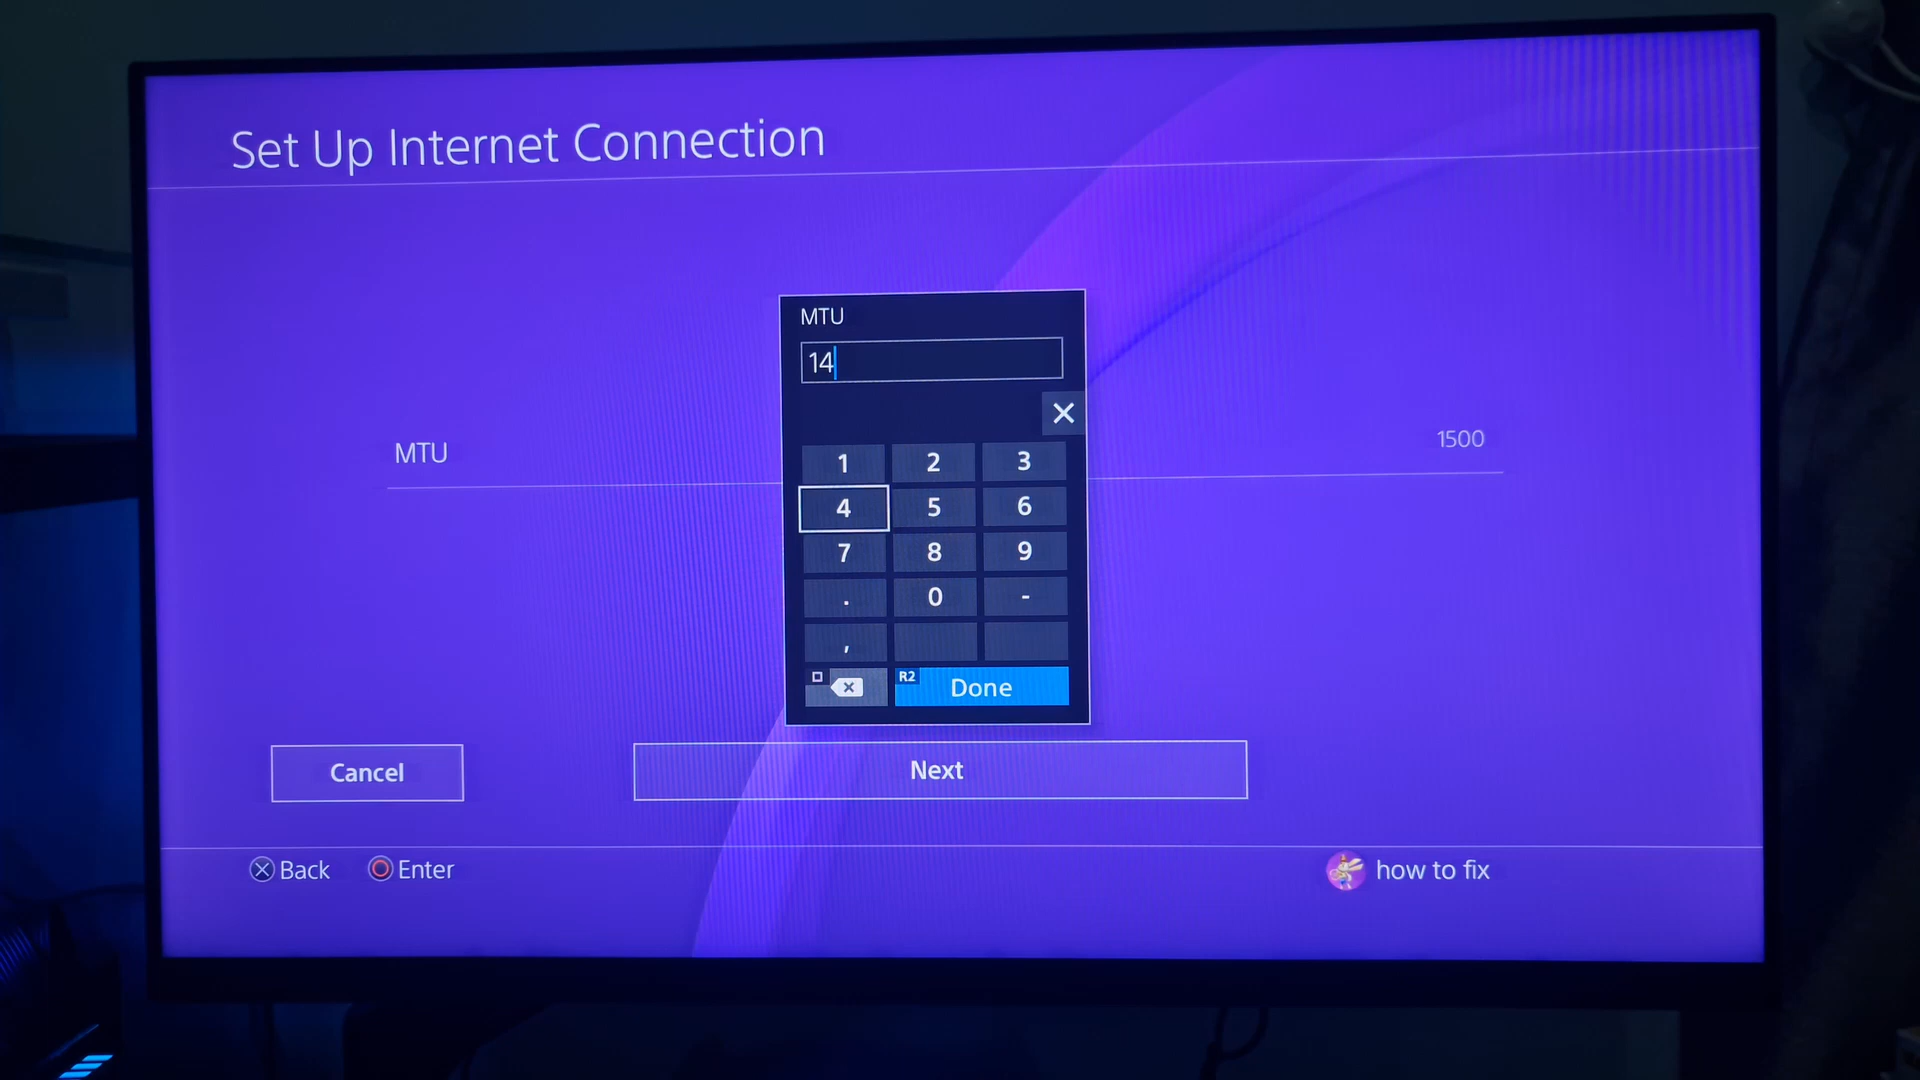 Set Up Internet Connection
MTU
14
MTU
1500
1 2 3
4 5 6
7 8 9
. 0 -
,
R2 Done
Cancel
Next
Back Enter
how to fix